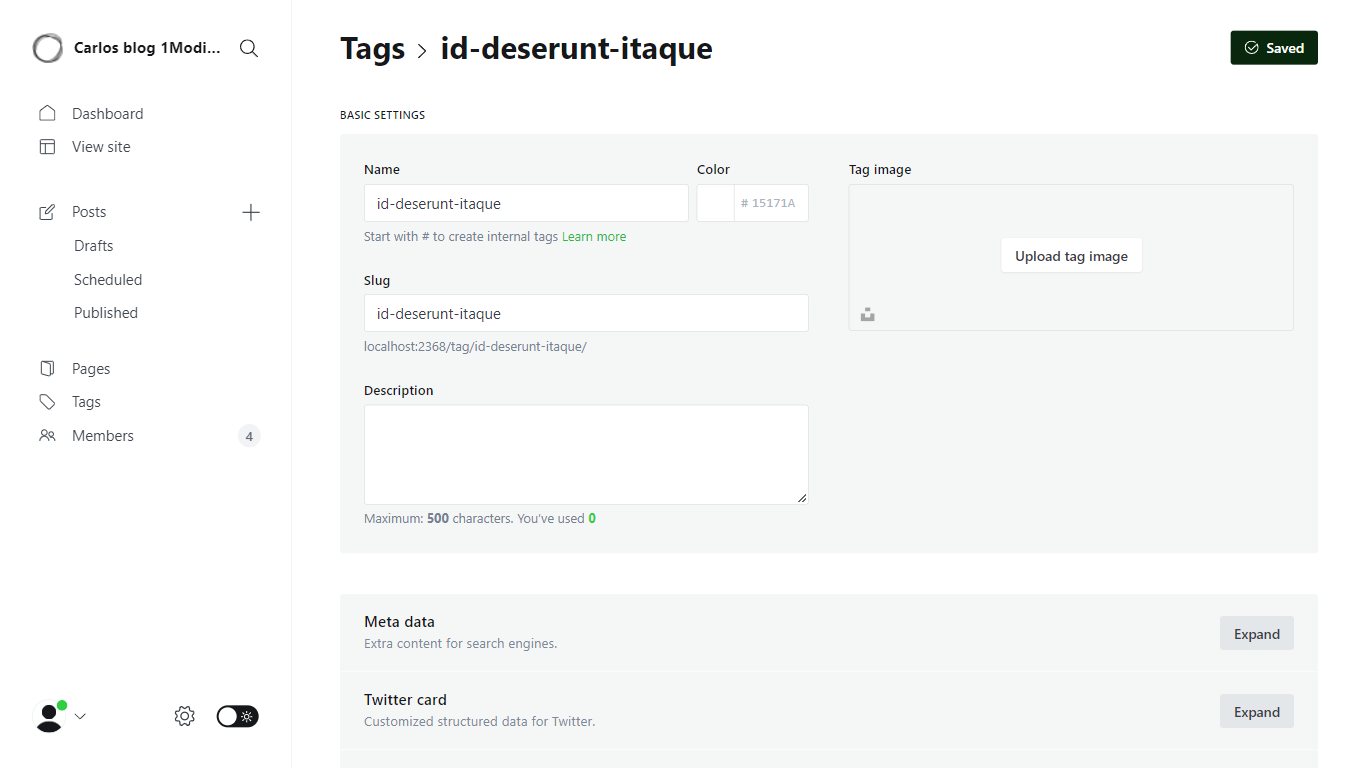 Carlos blog 1Modi...
Dashboard
View site
Posts
Drafts
Scheduled
Published
Pages
Tags
Members 4
Tags id-deserunt-itaque
Saved
BASIC SETTINGS
Name
id-deserunt-itaque
Color
# 15171A
Start with # to create internal tags Learn more
Slug
id-deserunt-itaque
localhost:2368/tag/id-deserunt-itaque/
Description
Maximum: 500 characters. You've used 0
Tag image
Upload tag image
Meta data
Extra content for search engines.
Expand
Twitter card
Customized structured data for Twitter.
Expand